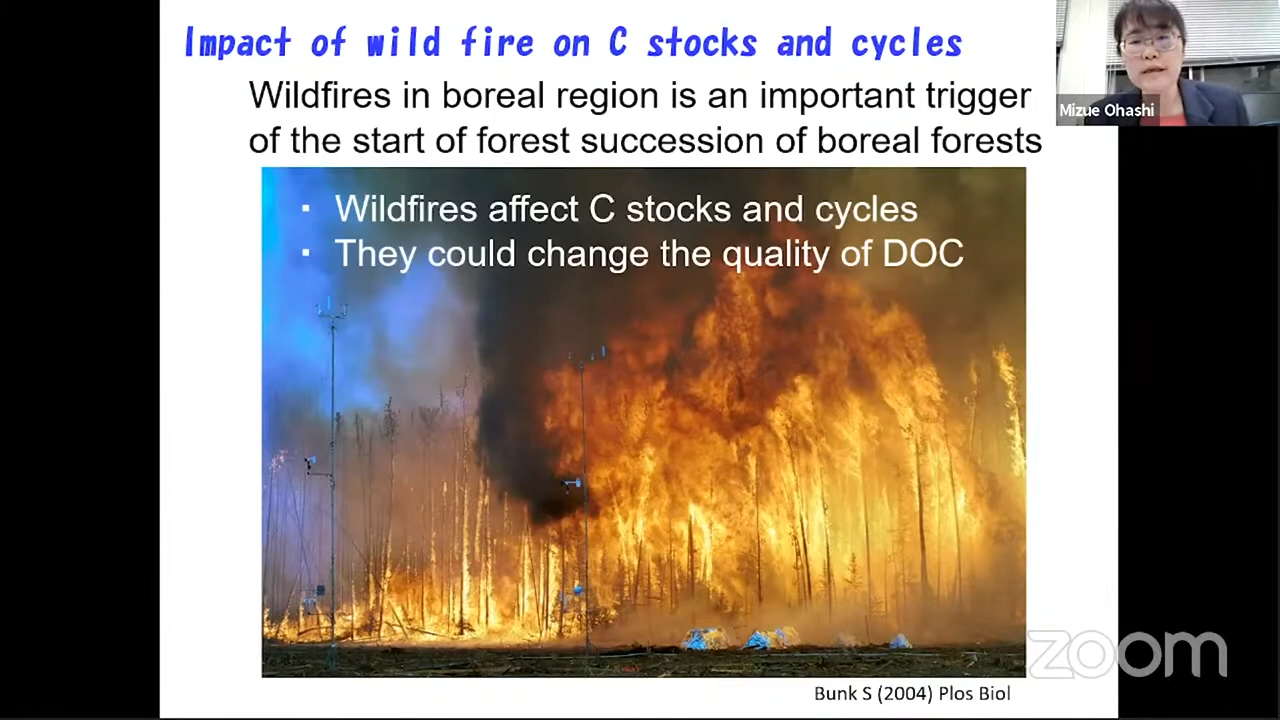 Impact of wild fire on C stocks and cycles
Wildfires in boreal region is an important trigger
of the start of forest succession of boreal forests
▪ Wildfires affect C stocks and cycles
▪ They could change the quality of DOC
Bunk S (2004) Plos Biol
Mizue Ohashi
zoom